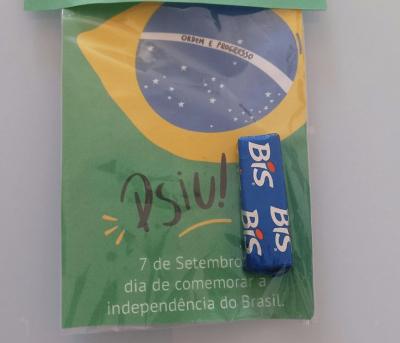 ORDEM E PROGRESSO
Psiu!
BIS
BIS
BIS
7 de Setembro
dia de comemorar a
independência do Brasil.